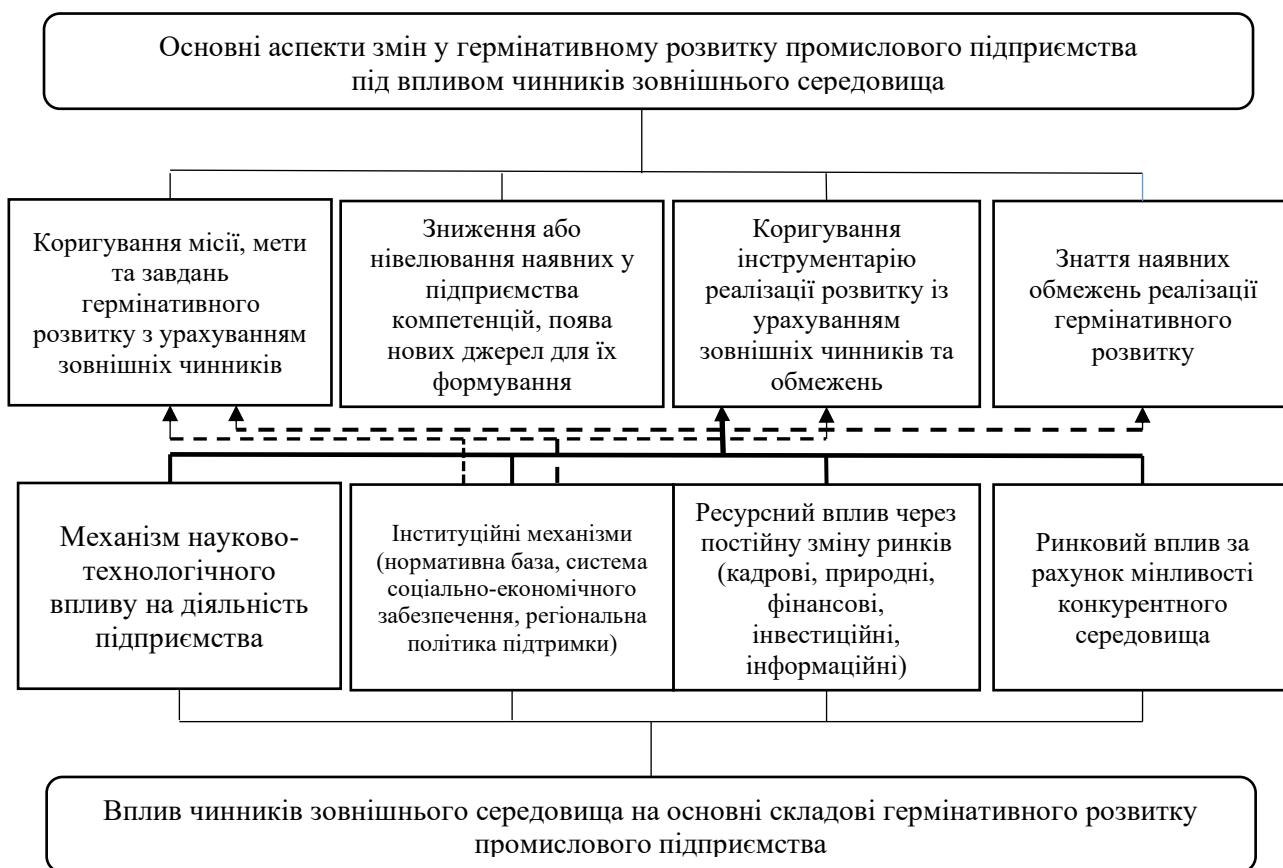 Основні аспекти змін у гермінативному розвитку промислового підприємства
під впливом чинників зовнішнього середовища
Коригування місії, мети
та завдань
гермінативного
розвитку з урахуванням
зовнішніх чинників
Зниження або
нівелювання наявних у
підприємства
компетенцій, поява
нових джерел для їх
формування
Коригування
інструментарію
реалізації розвитку із
урахуванням
зовнішніх чинників та
обмежень
Знаття наявних
обмежень реалізації
гермінативного
розвитку
Механізм науково-
технологічного
впливу на діяльність
підприємства
Інституційні механізми
(нормативна база, система
соціально-економічного
забезпечення, регіональна
політика підтримки)
Ресурсний вплив через
постійну зміну ринків
(кадрові, природні,
фінансові,
інвестиційні,
інформаційні)
Ринковий вплив за
рахунок мінливості
конкурентного
середовища
Вплив чинників зовнішнього середовища на основні складові гермінативного розвитку
промислового підприємства